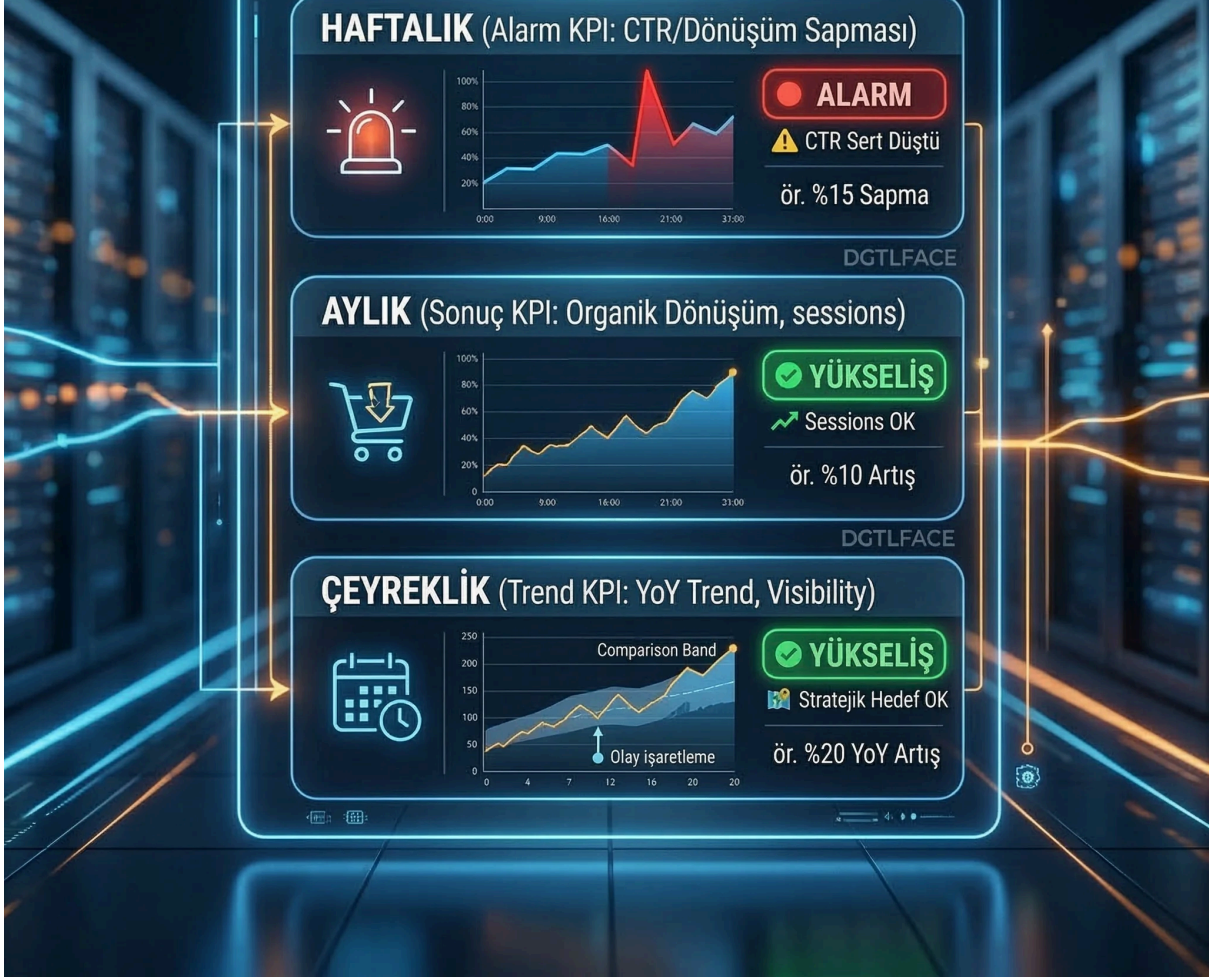 HAFTALIK (Alarm KPI: CTR/Dönüşüm Sapması)
100%
80%
60%
40%
20%
0:00 9:00 16:00 21:00 31:00
ALARM
CTR Sert Düştü
ör. %15 Sapma
DGTLFACE
AYLIK (Sonuç KPI: Organik Dönüşüm, sessions)
100%
80%
60%
40%
20%
0
0:00 9:00 16:00 21:00 31:00
YÜKSELİŞ
Sessions OK
ör. %10 Artış
DGTLFACE
ÇEYREKLİK (Trend KPI: YoY Trend, Visibility)
250
200
150
100
50
0
0 4 7 12 16 20 20
Comparison Band
Olay işaretleme
YÜKSELİŞ
Stratejik Hedef OK
ör. %20 YoY Artış